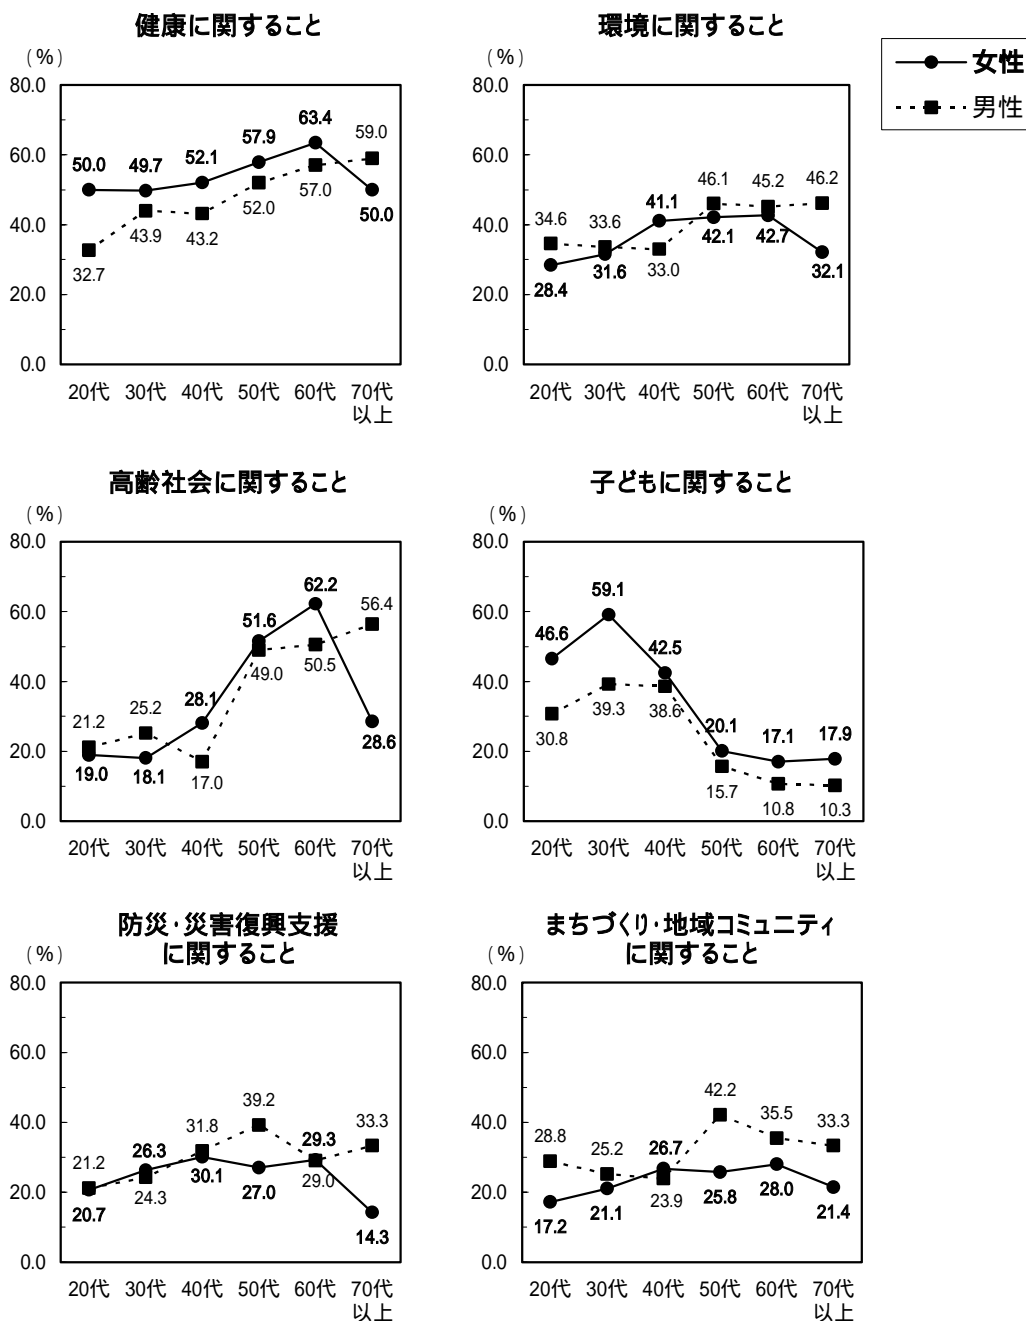 健康に関すること
(%)
80.0
60.0
40.0
20.0
0.0
50.0
49.7
52.1
57.9
63.4
50.0
32.7
43.9
43.2
52.0
57.0
59.0
20代
30代
40代
50代
60代
70代
以上
環境に関すること
(%)
80.0
60.0
40.0
20.0
0.0
28.4
31.6
41.1
42.1
42.7
32.1
34.6
33.6
33.0
46.1
45.2
46.2
20代
30代
40代
50代
60代
70代
以上
女性
男性
高齢社会に関すること
(%)
80.0
60.0
40.0
20.0
0.0
19.0
18.1
28.1
51.6
62.2
28.6
21.2
25.2
17.0
49.0
50.5
56.4
20代
30代
40代
50代
60代
70代
以上
子どもに関すること
(%)
80.0
60.0
40.0
20.0
0.0
46.6
59.1
42.5
20.1
17.1
17.9
30.8
39.3
38.6
15.7
10.8
10.3
20代
30代
40代
50代
60代
70代
以上
防災・災害復興支援
に関すること
(%)
80.0
60.0
40.0
20.0
0.0
20.7
26.3
30.1
27.0
29.3
14.3
21.2
24.3
31.8
39.2
29.0
33.3
20代
30代
40代
50代
60代
70代
以上
まちづくり・地域コミュニティ
に関すること
(%)
80.0
60.0
40.0
20.0
0.0
17.2
21.1
26.7
25.8
28.0
21.4
28.8
25.2
23.9
42.2
35.5
33.3
20代
30代
40代
50代
60代
70代
以上